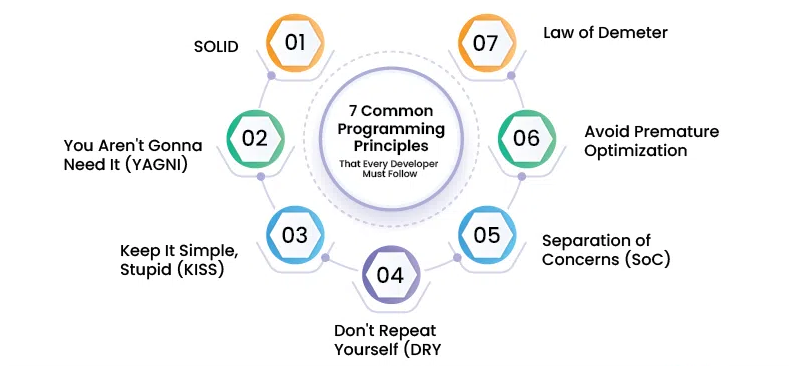 7 Common
Programming
Principles
That Every Developer
Must Follow
01
SOLID
02
You Aren't Gonna
Need It (YAGNI)
03
Keep It Simple,
Stupid (KISS)
04
Don't Repeat
Yourself (DRY
05
Separation of
Concerns (SoC)
06
Avoid Premature
Optimization
07
Law of Demeter